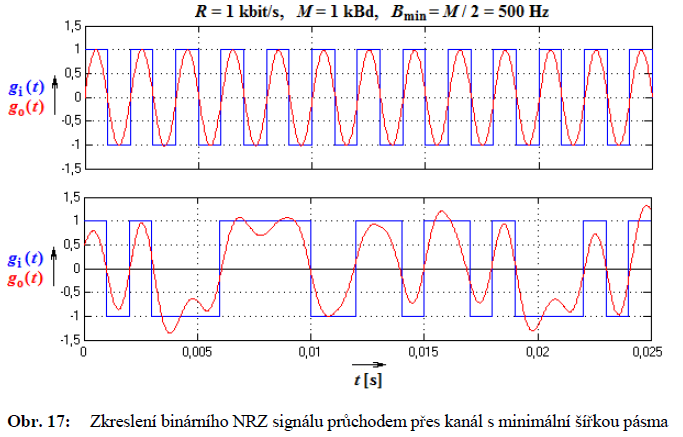 R = 1 kbit/s, M = 1 kBd, Bmin = M / 2 = 500 Hz
1,5
1
0,5
0
-0,5
-1
-1,5
gi(t)
go(t)
1,5
1
0,5
0
-0,5
-1
-1,5
gi(t)
go(t)
0 0,005 0,01 0,015 0,02 0,025
t [s]
Obr. 17: Zkreslení binárního NRZ signálu průchodem přes kanál s minimální šířkou pásma